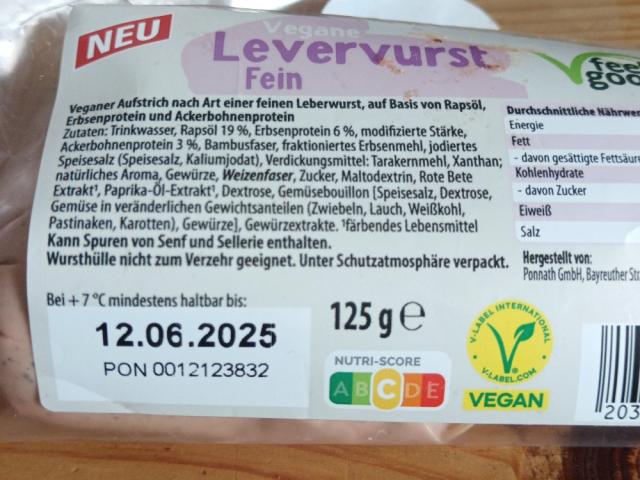 NEU
Vegane
Levervurst
Fein
feel
good
Veganer Aufstrich nach Art einer feinen Leberwurst, auf Basis von Rapsöl,
Erbsenprotein und Ackerbohnenprotein
Zutaten: Trinkwasser, Rapsöl 19 %, Erbsenprotein 6 %, modifizierte Stärke,
Ackerbohnenprotein 3 %, Bambusfaser, fraktioniertes Erbsenmehl, jodiertes
Speisesalz (Speisesalz, Kaliumjodat), Verdickungsmittel: Tarakernmehl, Xanthan;
natürliches Aroma, Gewürze, Weizenfaser, Zucker, Maltodextrin, Rote Bete
Extrakt¹, Paprika-Öl-Extrakt¹, Dextrose, Gemüsebouillon [Speisesalz, Dextrose,
Gemüse in veränderlichen Gewichtsanteilen (Zwiebeln, Lauch, Weißkohl,
Pastinaken, Karotten), Gewürze], Gewürzextrakte. ¹färbendes Lebensmittel
Kann Spuren von Senf und Sellerie enthalten.
Wursthülle nicht zum Verzehr geeignet. Unter Schutzatmosphäre verpackt.
Durchschnittliche Nährwer
Energie
Fett
- davon gesättigte Fettsäure
Kohlenhydrate
- davon Zucker
Eiweiß
Salz
Hergestellt von:
Ponnath GmbH, Bayreuther Str
Bei + 7 °C mindestens haltbar bis:
12.06.2025
PON 0012123832
125 g e
NUTRI-SCORE
A B C D E
V-LABEL INTERNATIONAL
V-LABEL.COM
VEGAN
203